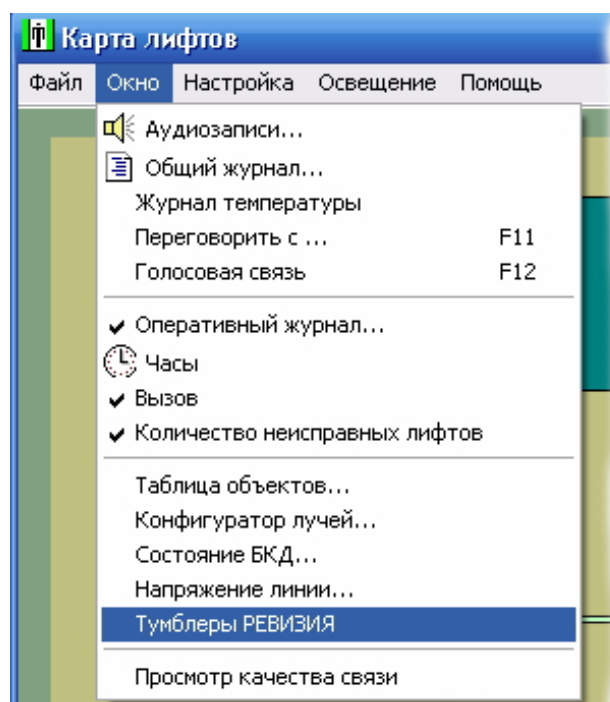 Карта лифтов
Файл Окно Настройка Освещение Помощь
Аудиозаписи...
Общий журнал...
Журнал температуры
Переговорить с ... F11
Голосовая связь F12
Оперативный журнал...
Часы
Вызов
Количество неисправных лифтов
Таблица объектов...
Конфигуратор лучей...
Состояние БКД...
Напряжение линии...
Тумблеры РЕВИЗИЯ
Просмотр качества связи